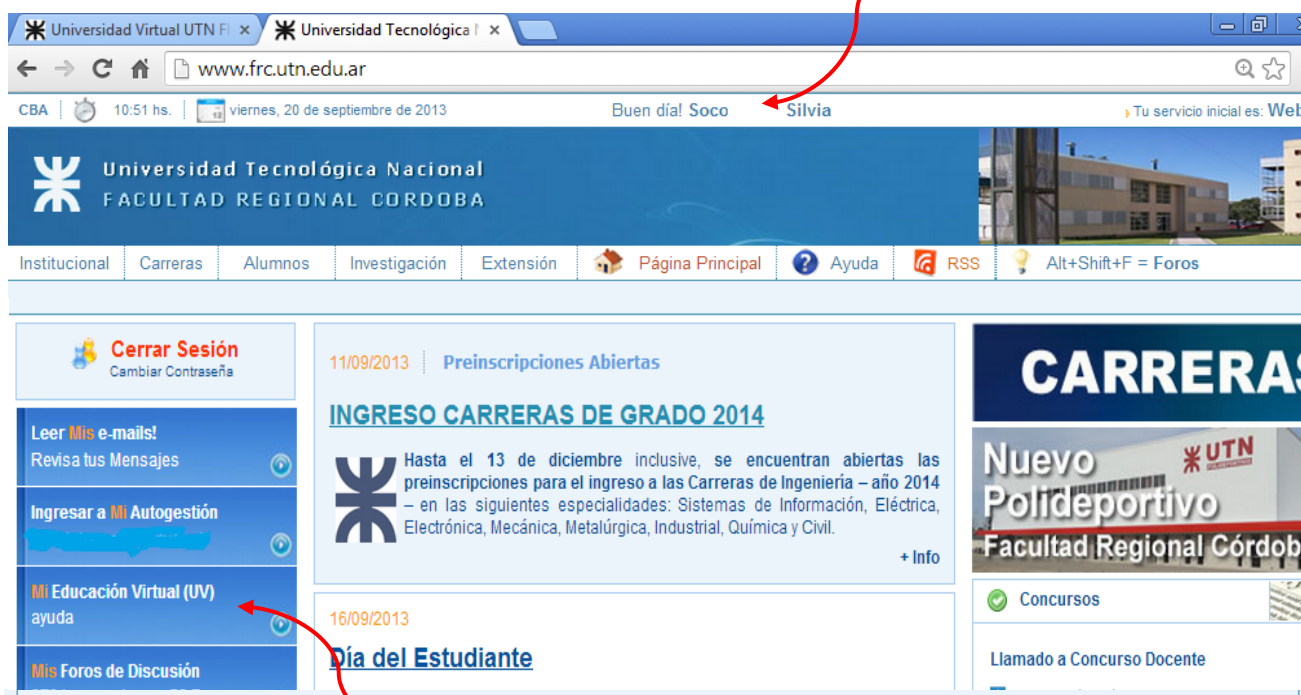 Universidad Virtual UTN F
Universidad Tecnológica
www.frc.utn.edu.ar
CBA 10:51 hs. viernes, 20 de septiembre de 2013 Buen día! Soco Silvia Tu servicio inicial es: Web
Universidad Tecnológica Nacional
FACULTAD REGIONAL CORDOBA
Institucional Carreras Alumnos Investigación Extensión Página Principal Ayuda RSS Alt+Shift+F = Foros
Cerrar Sesión
Cambiar Contraseña
Leer Mis e-mails!
Revisa tus Mensajes
Ingresar a Mi Autogestión
Mi Educación Virtual (UV)
ayuda
Mis Foros de Discusión
11/09/2013 Preinscripciones Abiertas
INGRESO CARRERAS DE GRADO 2014
Hasta el 13 de diciembre inclusive, se encuentran abiertas las
preinscripciones para el ingreso a las Carreras de Ingeniería – año 2014
– en las siguientes especialidades: Sistemas de Información, Eléctrica,
Electrónica, Mecánica, Metalúrgica, Industrial, Química y Civil.
+ Info
16/09/2013
Día del Estudiante
CARRERAS
Nuevo
UTN
Polideportivo
Facultad Regional Córdob
Concursos
Llamado a Concurso Docente